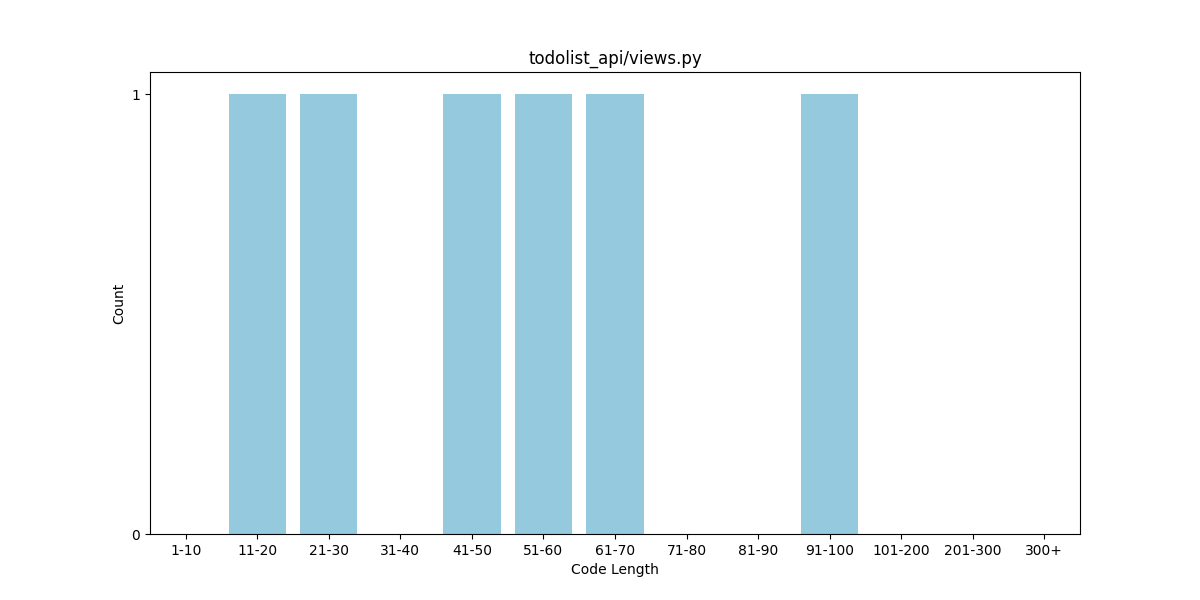 todolist_api/views.py
1
Count
0
1-10 11-20 21-30 31-40 41-50 51-60 61-70 71-80 81-90 91-100 101-200 201-300 300+
Code Length